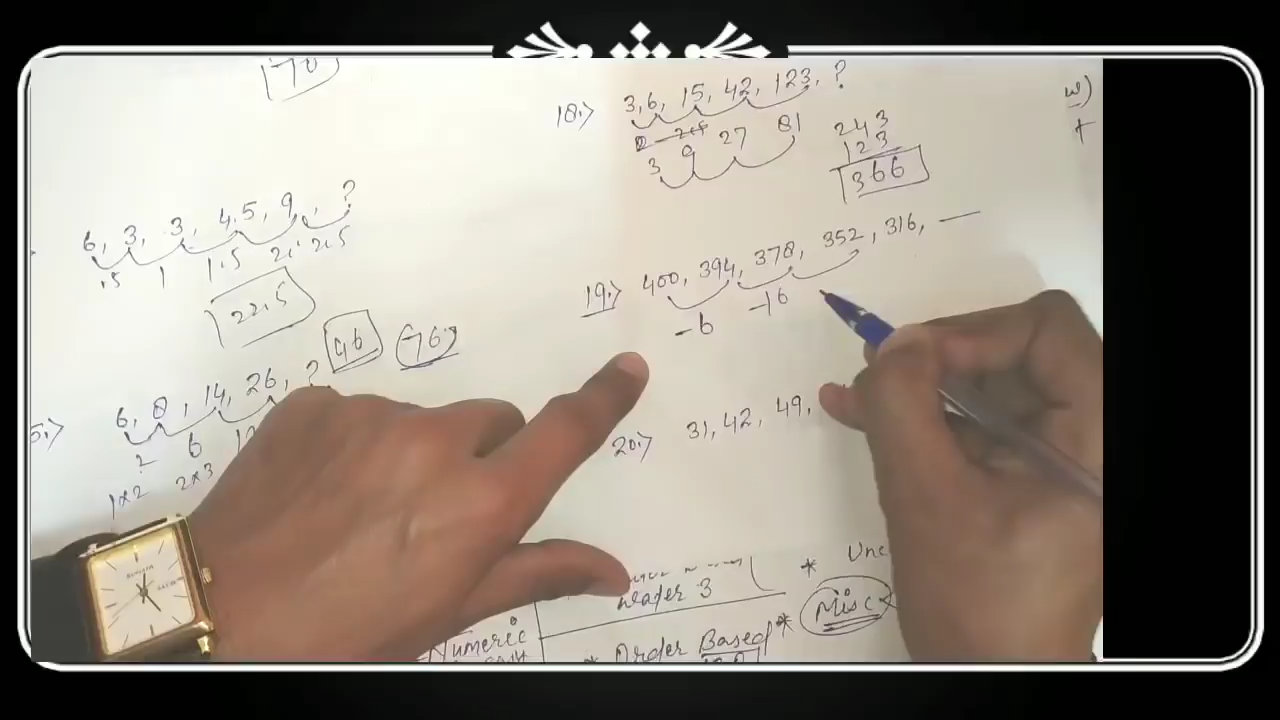 70
6, 3, 3, 4.5, 9, ?
.5 1 1.5 2. 2.5
22.5
5.) 6, 8, 14, 26, ? 46 76
2 6 12
1*2 2*3
18.) 3, 6, 15, 42, 123, ?
3 9 27 81
243
123
366
19.) 400, 394, 378, 352, 316, —
-6 -16
20.) 31, 42, 49,
3
* Unc
Misc
Numeric
* Order Based *
w)
+